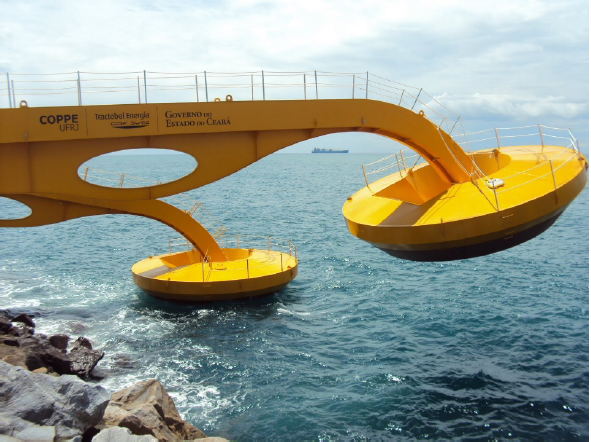 COPPE
UFRJ
Tractebel Energia
GOVERNO DO
ESTADO DO CEARÁ